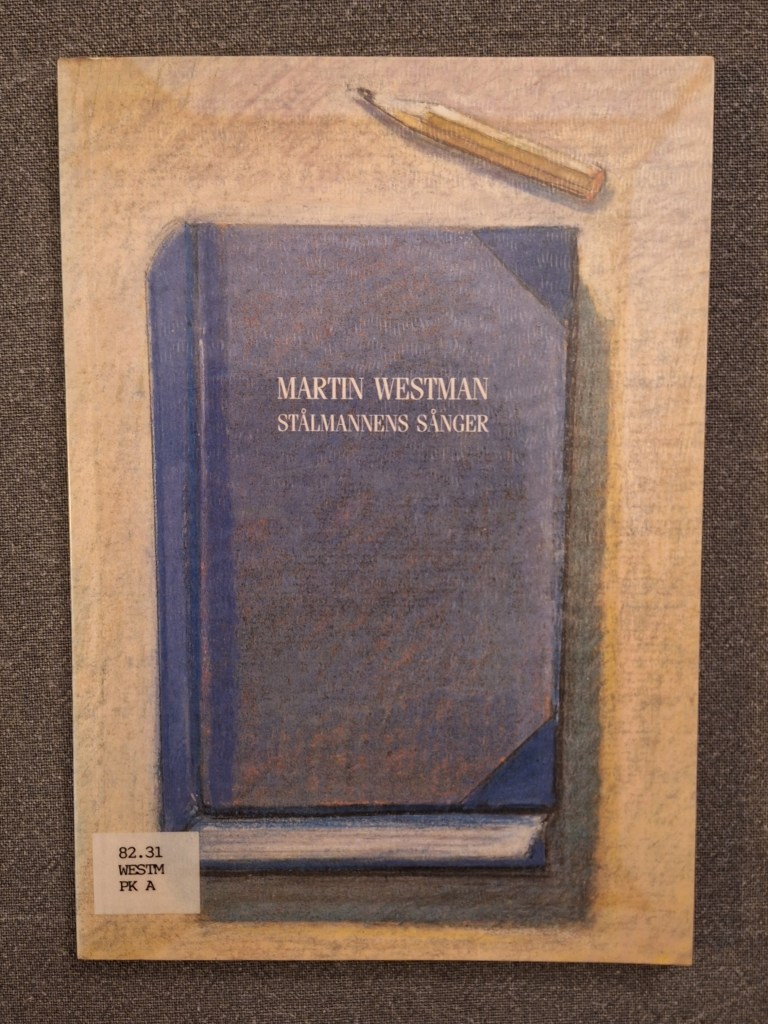 MARTIN WESTMAN
STÅLMANNENS SÅNGER
82.31
WESTM
PK A